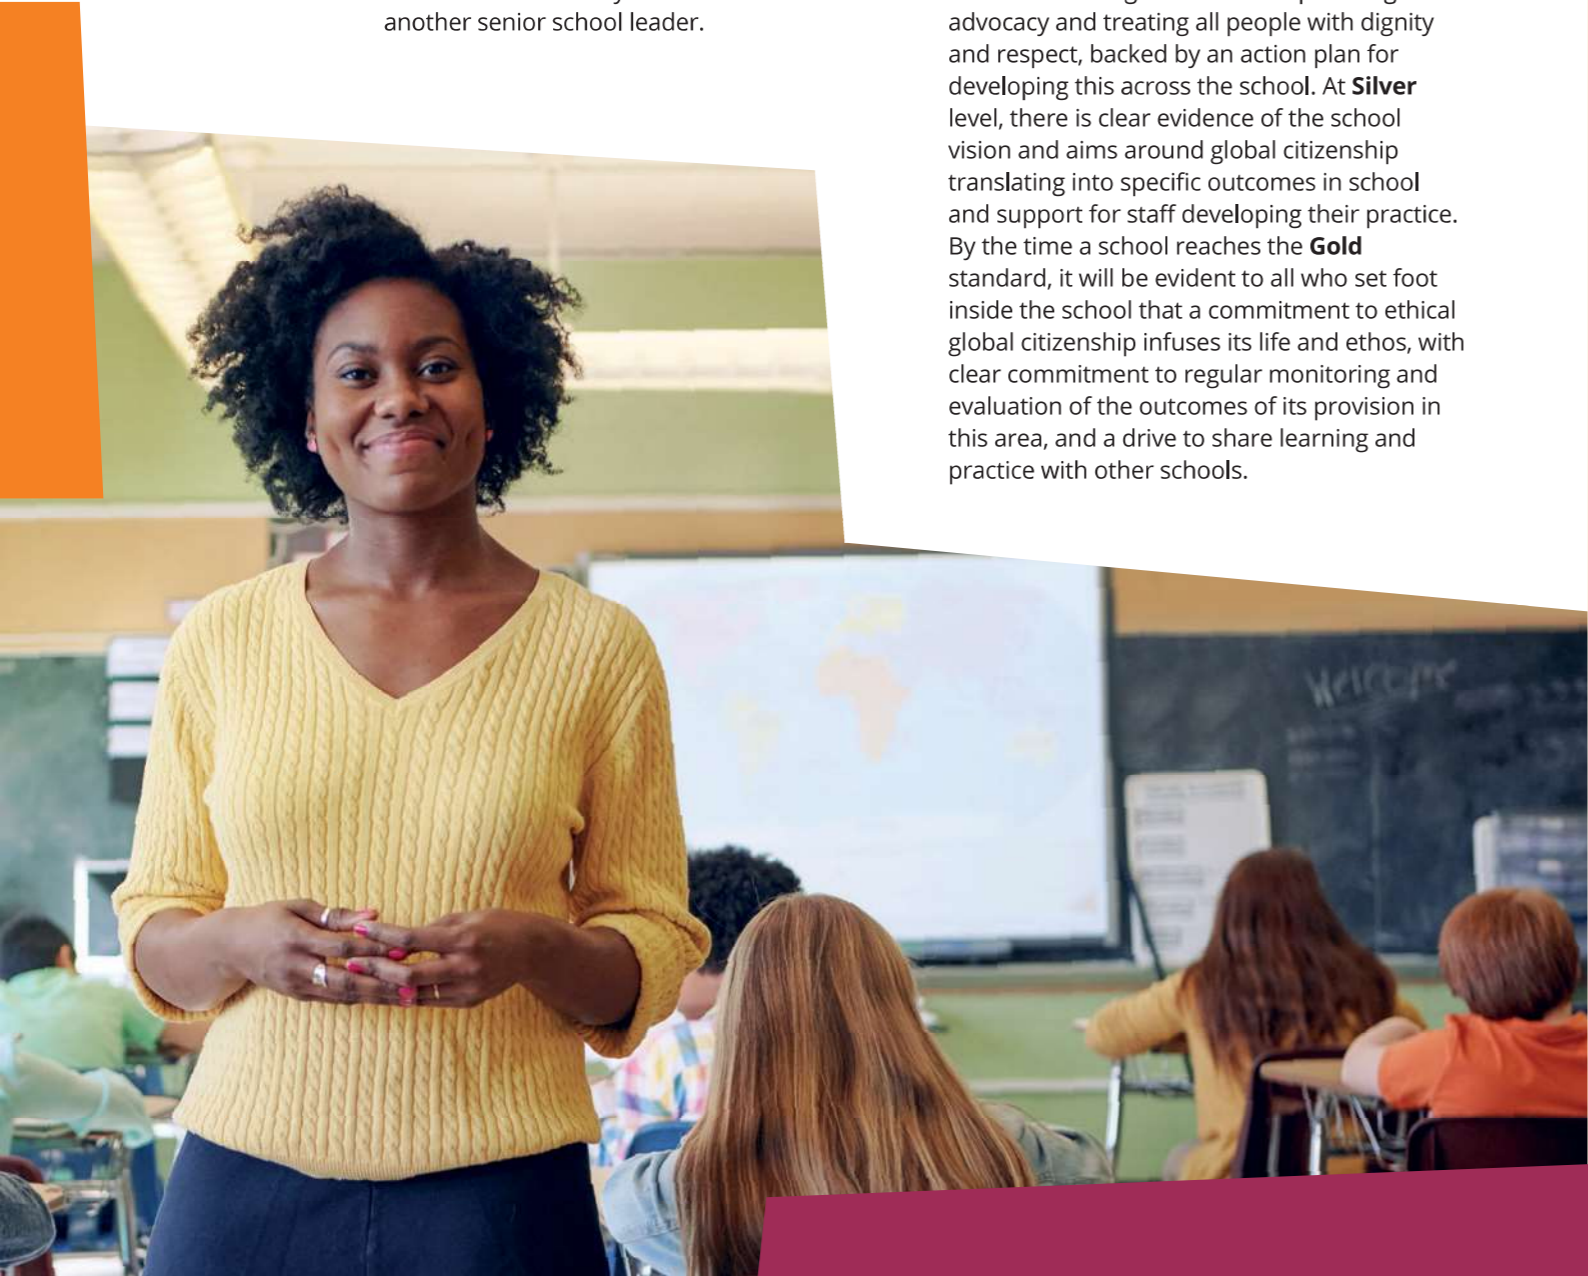 another senior school leader.
advocacy and treating all people with dignity
and respect, backed by an action plan for
developing this across the school. At Silver
level, there is clear evidence of the school
vision and aims around global citizenship
translating into specific outcomes in school
and support for staff developing their practice.
By the time a school reaches the Gold
standard, it will be evident to all who set foot
inside the school that a commitment to ethical
global citizenship infuses its life and ethos, with
clear commitment to regular monitoring and
evaluation of the outcomes of its provision in
this area, and a drive to share learning and
practice with other schools.
Welcome